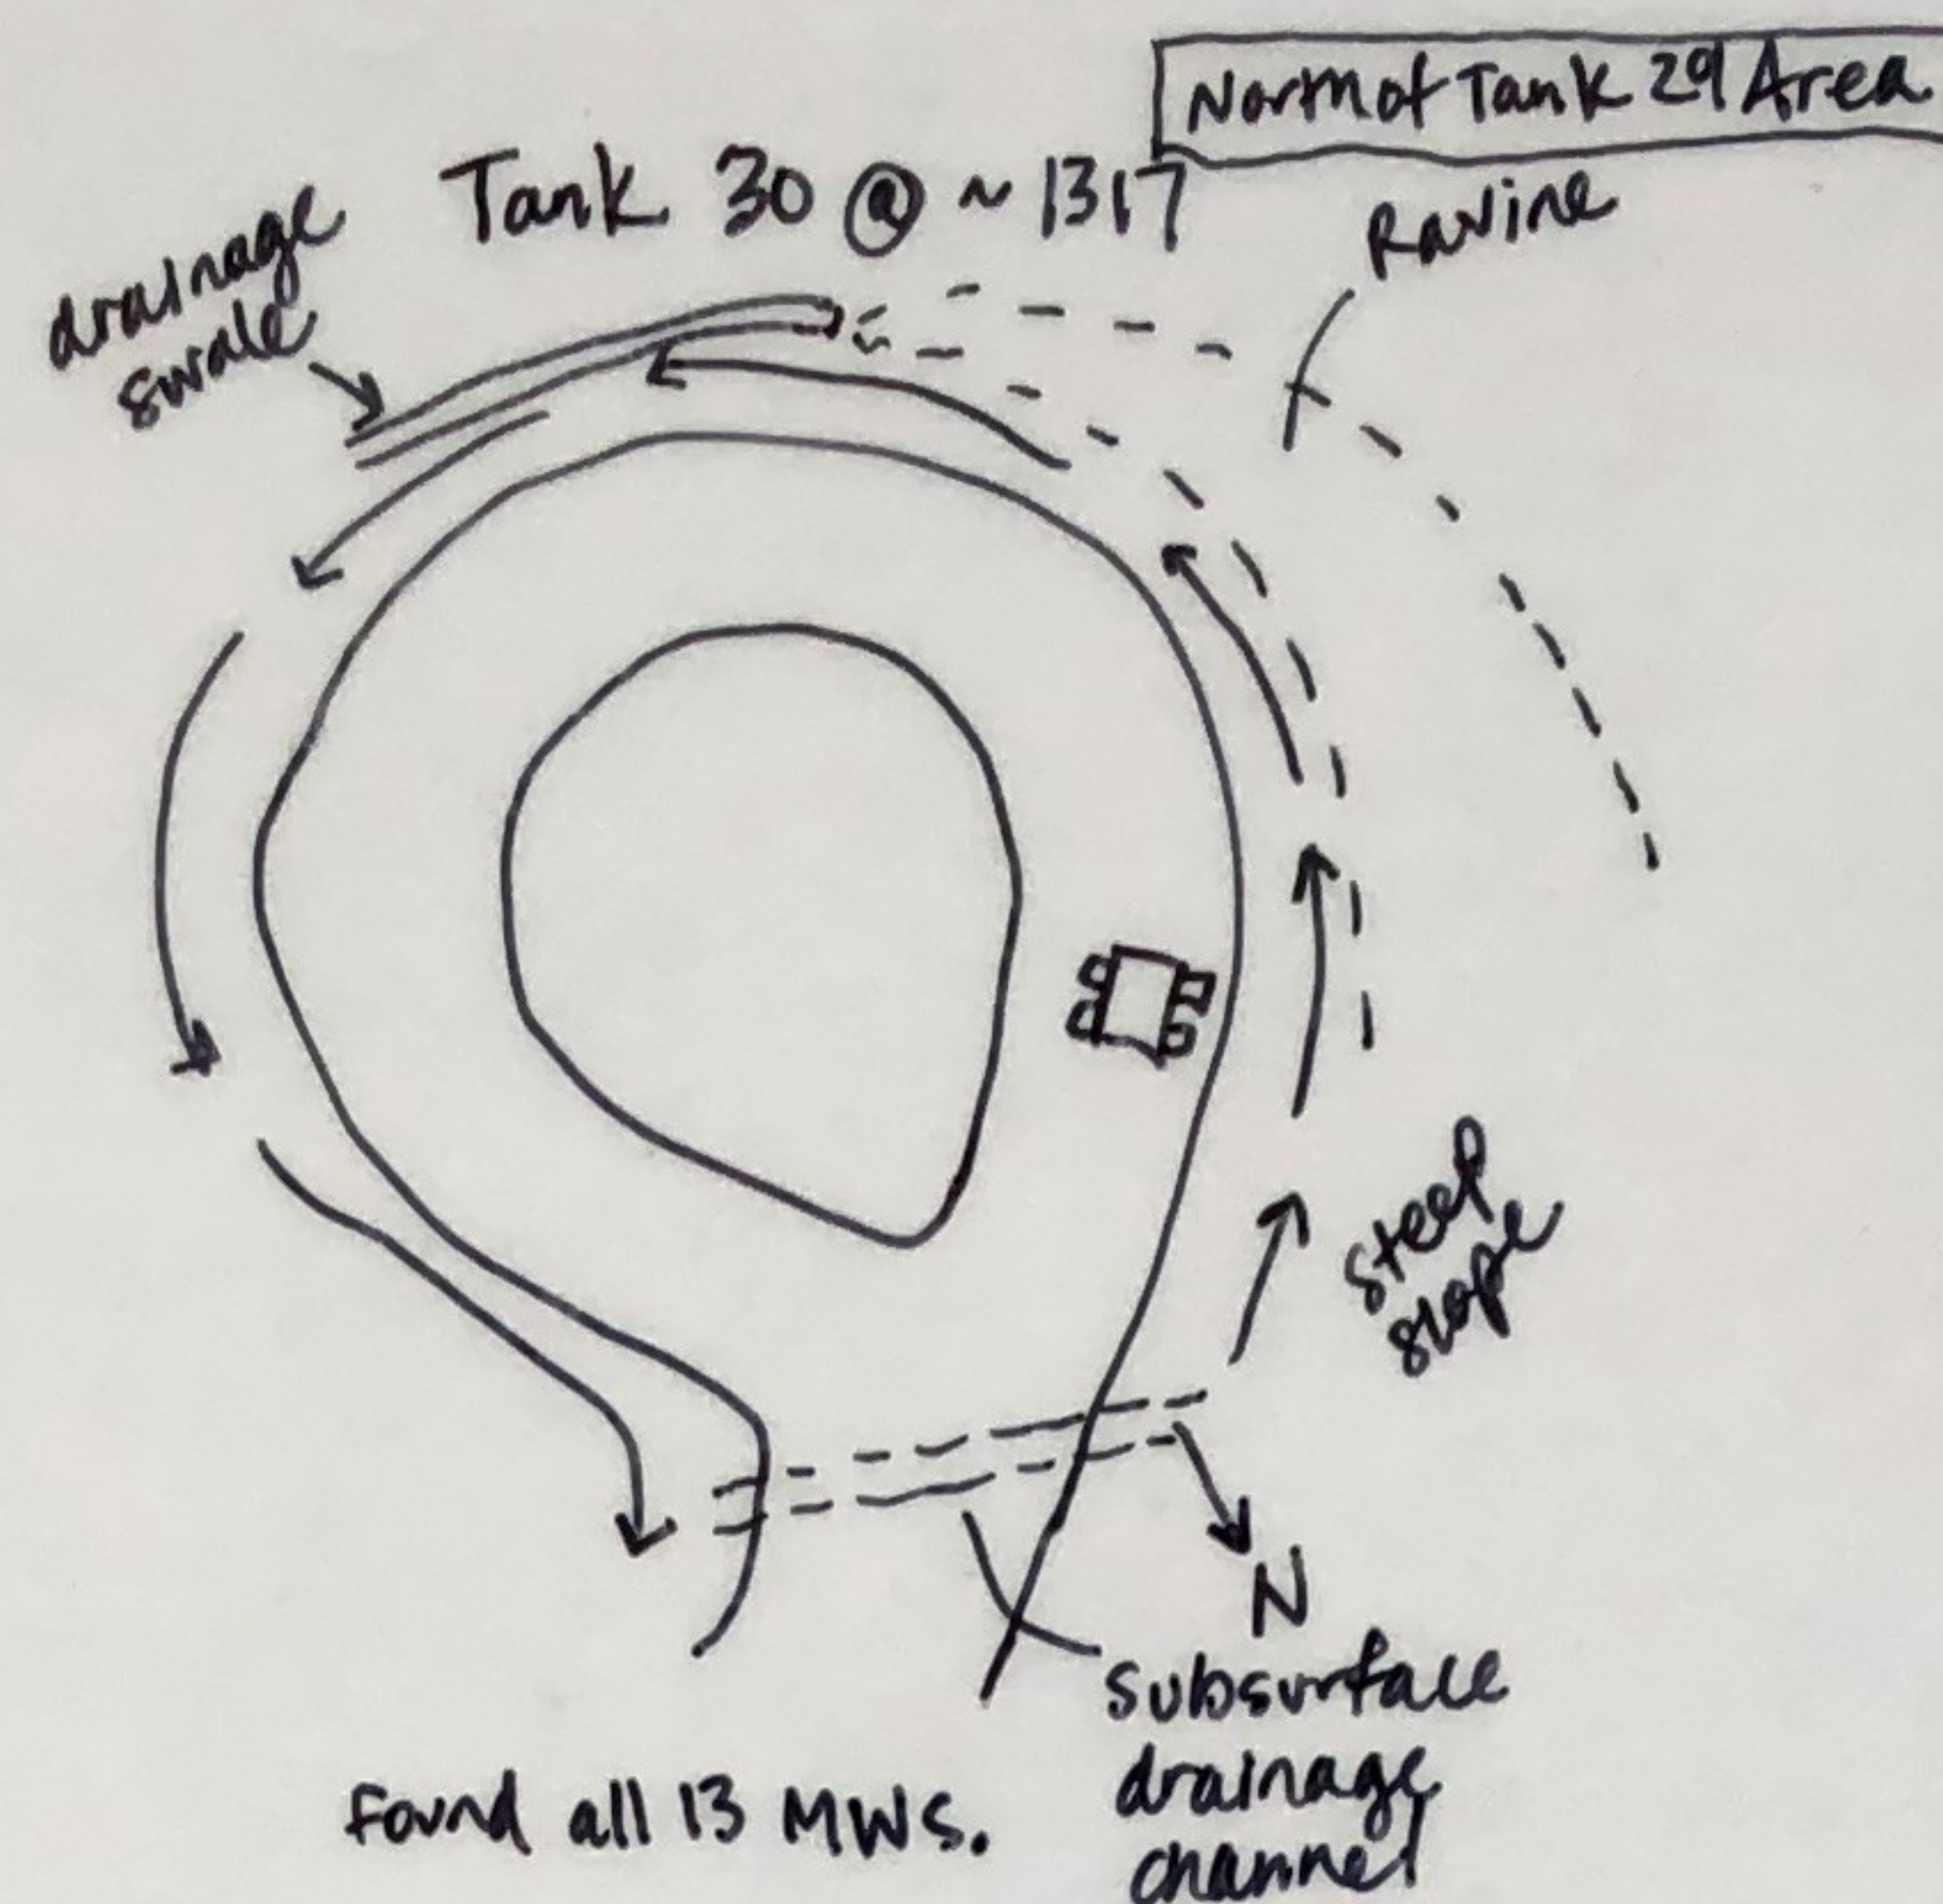 North of Tank 29 Area
Tank 30 @ ~1317
Ravine
drainage
swale
steep
slope
N
subsurface
drainage
channel
Found all 13 MWs.